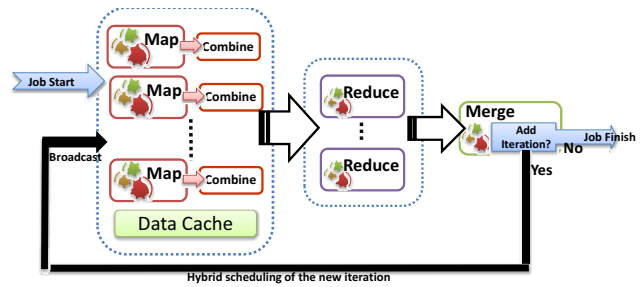 Map
Combine
Job Start
Map
Combine
Reduce
Merge
Add
Iteration?
Job Finish
No
Broadcast
Yes
Map
Combine
Reduce
Data Cache
Hybrid scheduling of the new iteration